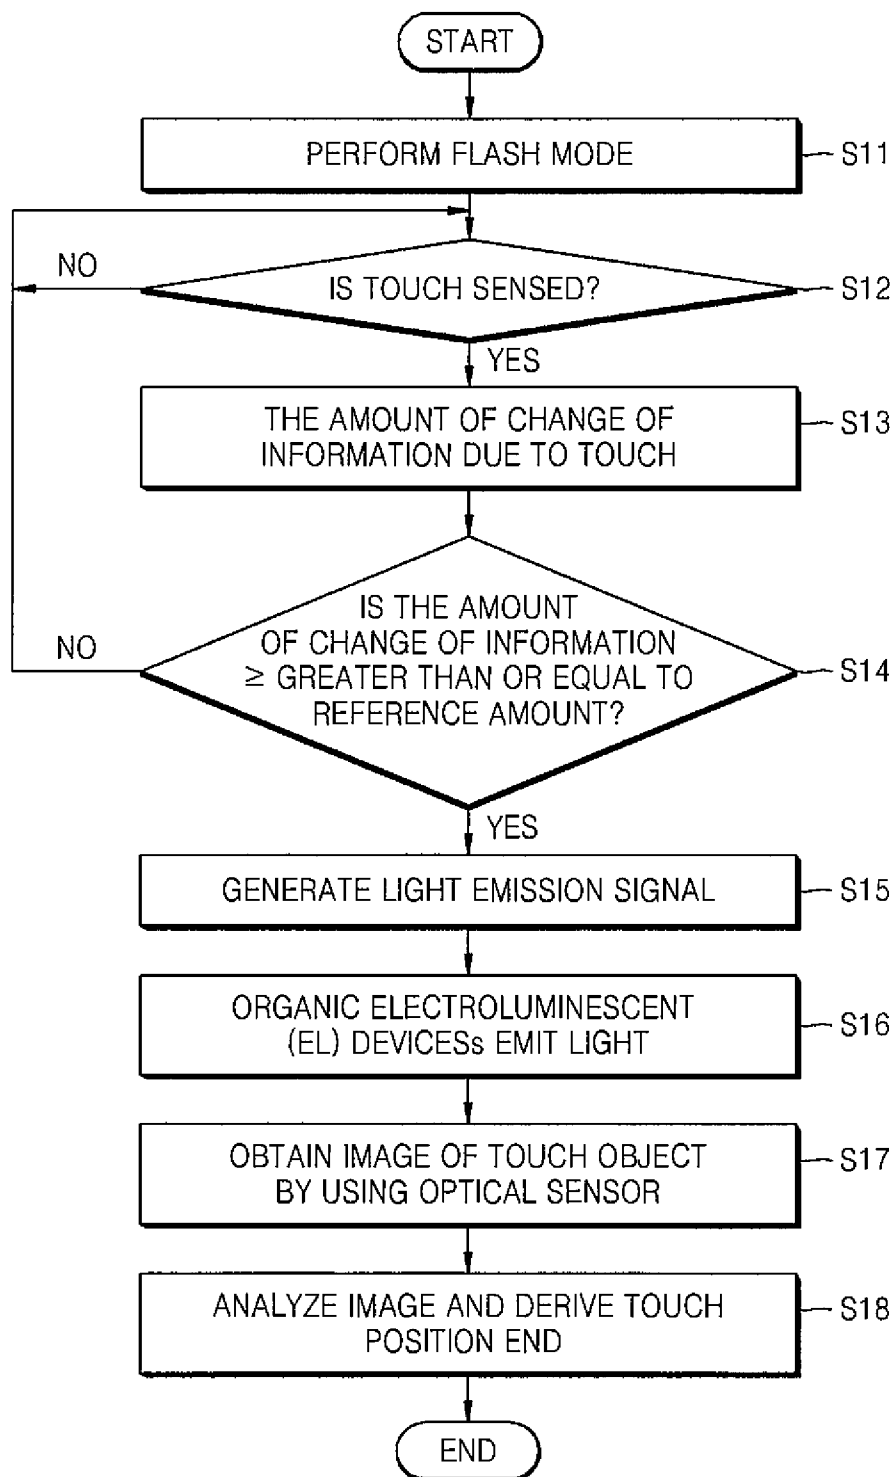 START
PERFORM FLASH MODE
S11
NO
IS TOUCH SENSED?
S12
YES
THE AMOUNT OF CHANGE OF
INFORMATION DUE TO TOUCH
S13
IS THE AMOUNT
OF CHANGE OF INFORMATION
≥ GREATER THAN OR EQUAL TO
REFERENCE AMOUNT?
NO
S14
YES
GENERATE LIGHT EMISSION SIGNAL
S15
ORGANIC ELECTROLUMINESCENT
(EL) DEVICESs EMIT LIGHT
S16
OBTAIN IMAGE OF TOUCH OBJECT
BY USING OPTICAL SENSOR
S17
ANALYZE IMAGE AND DERIVE TOUCH
POSITION END
S18
END